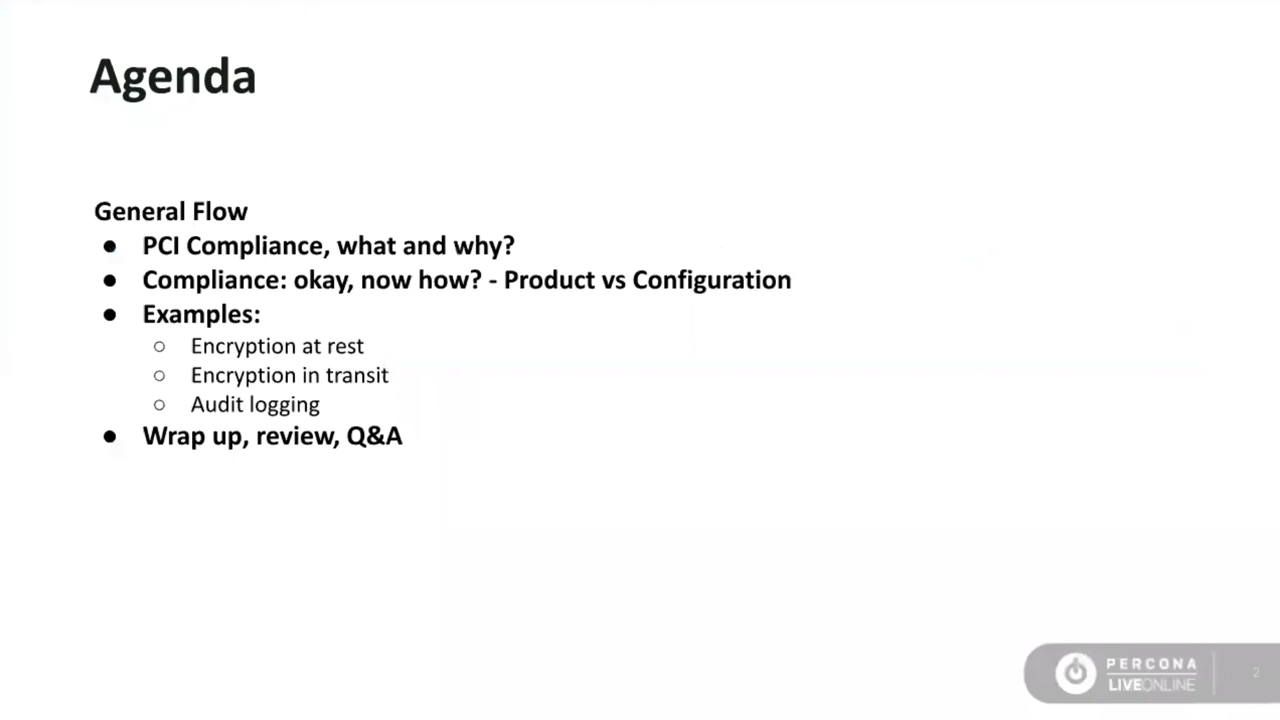 Agenda
General Flow
● PCI Compliance, what and why?
● Compliance: okay, now how? - Product vs Configuration
● Examples:
○ Encryption at rest
○ Encryption in transit
○ Audit logging
● Wrap up, review, Q&A
PERCONA
LIVEONLINE
2